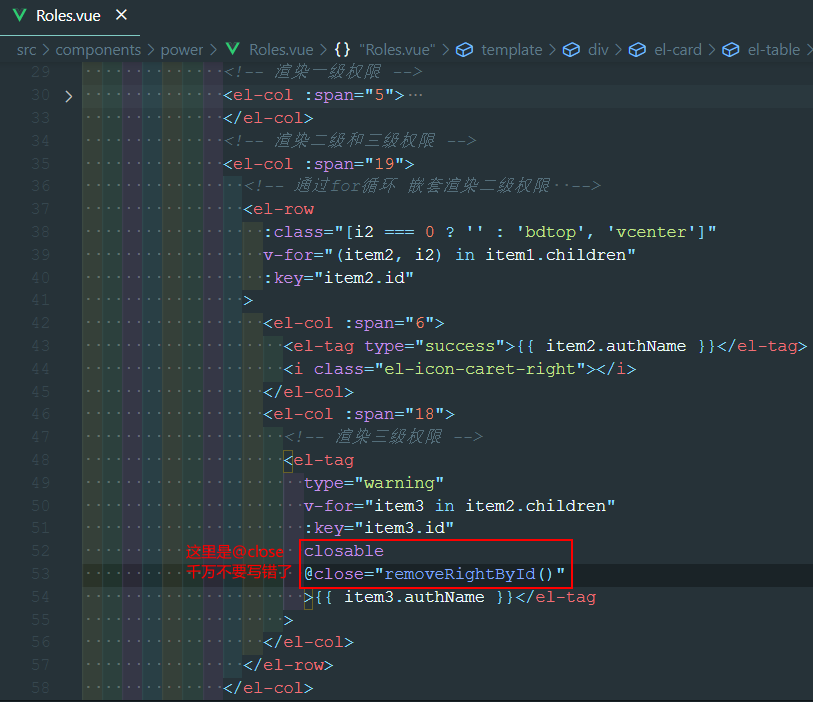 Roles.vue ×
src > components > power > Roles.vue > {} "Roles.vue" > template > div > el-card > el-table >
29 <!-- 渲染一级权限 -->
30 > <el-col :span="5">···
33 </el-col>
34 <!-- 渲染二级和三级权限 -->
35 <el-col :span="19">
36 <!-- 通过for循环 嵌套渲染二级权限··-->
37 <el-row
38 :class="[i2 === 0 ? '' : 'bdtop', 'vcenter']"
39 v-for="(item2, i2) in item1.children"
40 :key="item2.id"
41 >
42 <el-col :span="6">
43 <el-tag type="success">{{ item2.authName }}</el-tag>
44 <i class="el-icon-caret-right"></i>
45 </el-col>
46 <el-col :span="18">
47 <!-- 渲染三级权限 -->
48 <el-tag
49 type="warning"
50 v-for="item3 in item2.children"
51 :key="item3.id"
52 这里是@close closable
53 千万不要写错了 @close="removeRightById()"
54 >{{ item3.authName }}</el-tag
55 >
56 </el-col>
57 </el-row>
58 </el-col>